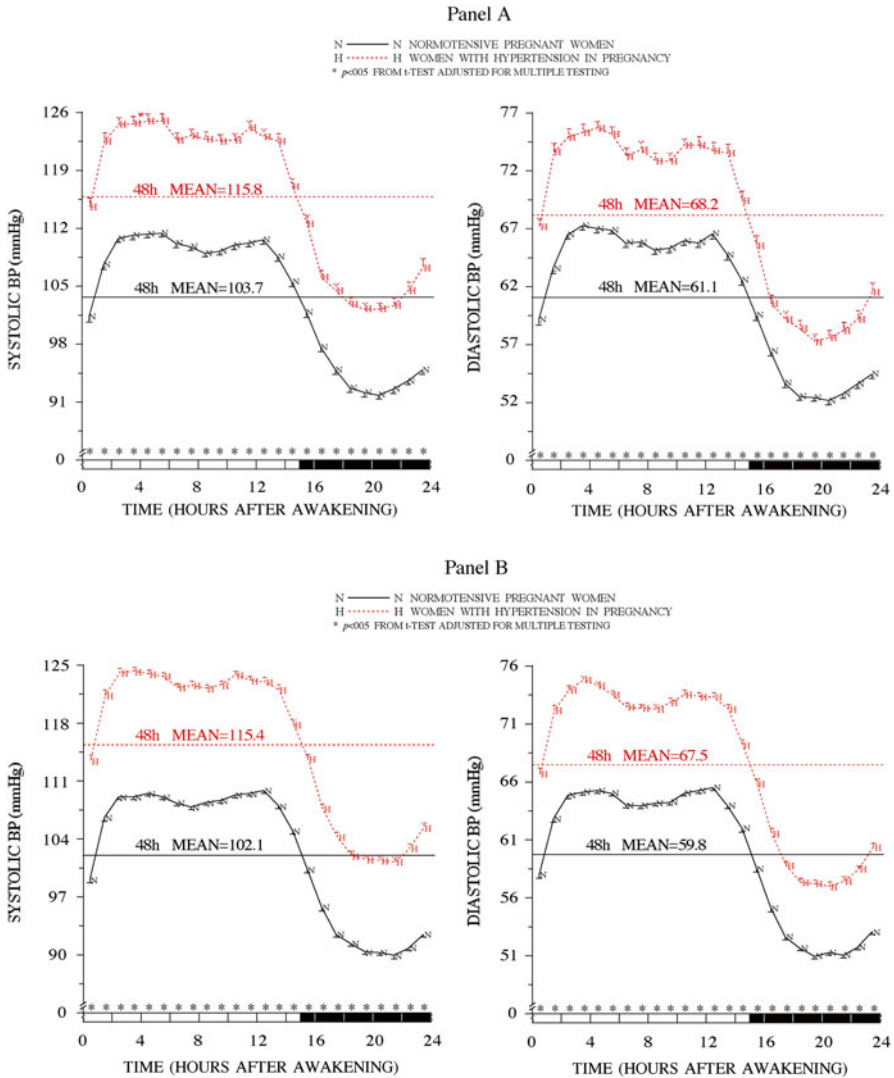 Panel A
N N NORMOTENSIVE PREGNANT WOMEN
H H WOMEN WITH HYPERTENSION IN PREGNANCY
* p<005 FROM t-TEST ADJUSTED FOR MULTIPLE TESTING
SYSTOLIC BP (mmHg)
126
119
112
105
98
91
0
48h MEAN=115.8
48h MEAN=103.7
0 4 8 12 16 20 24
TIME (HOURS AFTER AWAKENING)
DIASTOLIC BP (mmHg)
77
72
67
62
57
52
0
48h MEAN=68.2
48h MEAN=61.1
0 4 8 12 16 20 24
TIME (HOURS AFTER AWAKENING)
Panel B
N N NORMOTENSIVE PREGNANT WOMEN
H H WOMEN WITH HYPERTENSION IN PREGNANCY
* p<005 FROM t-TEST ADJUSTED FOR MULTIPLE TESTING
SYSTOLIC BP (mmHg)
125
118
111
104
97
90
0
48h MEAN=115.4
48h MEAN=102.1
0 4 8 12 16 20 24
TIME (HOURS AFTER AWAKENING)
DIASTOLIC BP (mmHg)
76
71
66
61
56
51
0
48h MEAN=67.5
48h MEAN=59.8
0 4 8 12 16 20 24
TIME (HOURS AFTER AWAKENING)